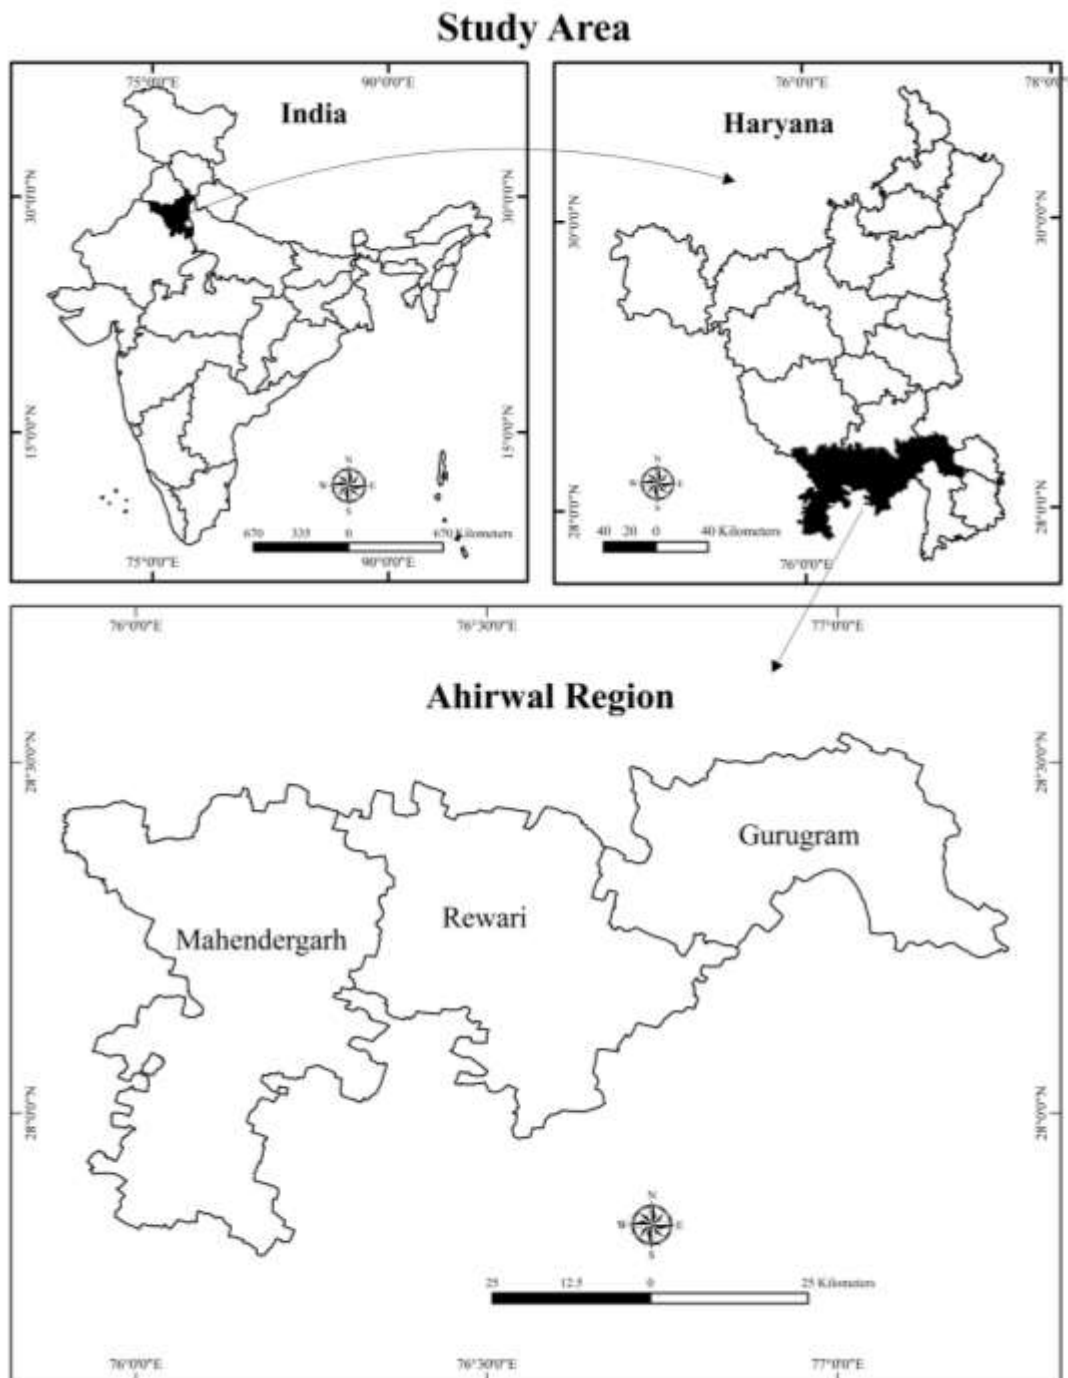 Study Area
75°0'0"E 90°0'0"E
India
30°0'0"N 30°0'0"N
15°0'0"N 15°0'0"N
N
W E
S
670 335 0 670 Kilometers
75°0'0"E 90°0'0"E
76°0'0"E 78°0'0"E
Haryana
30°0'0"N 30°0'0"N
28°0'0"N 28°0'0"N
N
W E
S
40 20 0 40 Kilometers
76°0'0"E
76°0'0"E 76°30'0"E 77°0'0"E
Ahirwal Region
28°30'0"N 28°30'0"N
Gurugram
Rewari
Mahendergarh
28°0'0"N 28°0'0"N
N
W E
S
25 12.5 0 25 Kilometers
76°0'0"E 76°30'0"E 77°0'0"E